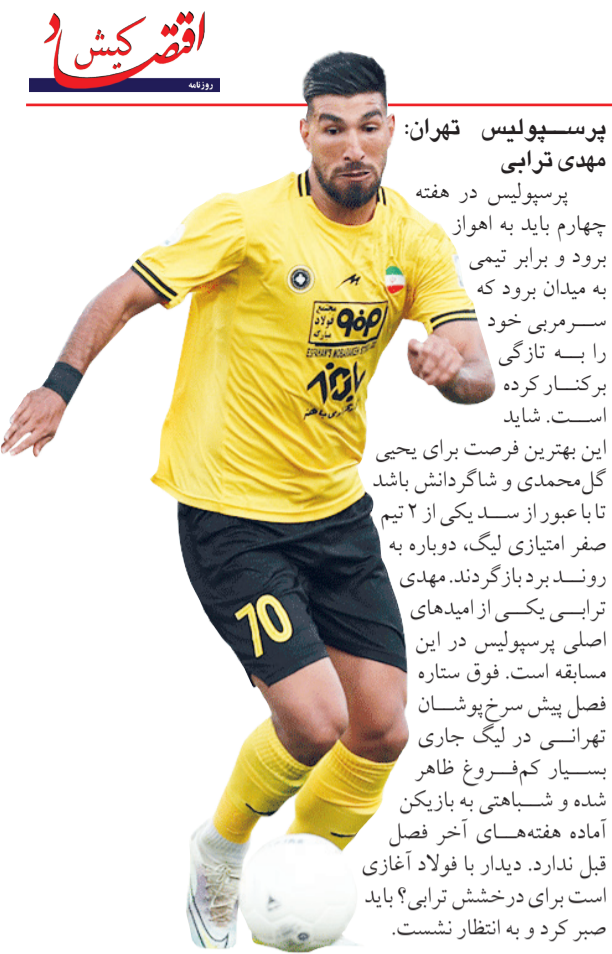 اقتصاد کیش
روزنامه
پرسپولیس تهران:
مهدی ترابی
پرسپولیس در هفته
چهارم باید به اهواز
برود و برابر تیمی
به میدان برود که
سرمربی خود
را به تازگی
برکنار کرده
است. شاید
این بهترین فرصت برای یحیی
گل‌محمدی و شاگردانش باشد
تا با عبور از سد یکی از ۲ تیم
صفر امتیازی لیگ، دوباره به
روند برد بازگردند. مهدی
ترابی یکی از امیدهای
اصلی پرسپولیس در این
مسابقه است. فوق ستاره
فصل پیش سرخ‌پوشان
تهرانی در لیگ جاری
بسیار کم‌فروغ ظاهر
شده و شباهتی به بازیکن
آماده هفته‌های آخر فصل
قبل ندارد. دیدار با فولاد آغازی
است برای درخشش ترابی؟ باید
صبر کرد و به انتظار نشست.
مجتمع
فولاد
مبارکه
70